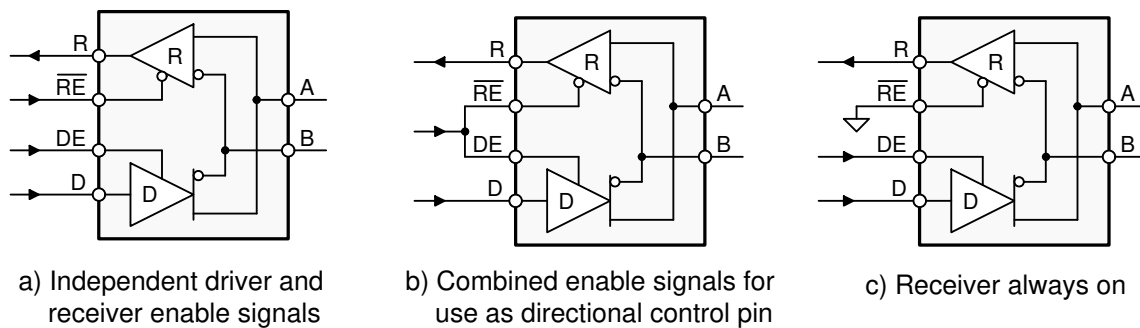 R
R
RE
A
DE
B
D
D
a) Independent driver and
receiver enable signals
R
R
RE
A
DE
B
D
D
b) Combined enable signals for
use as directional control pin
R
R
RE
A
DE
B
D
D
c) Receiver always on